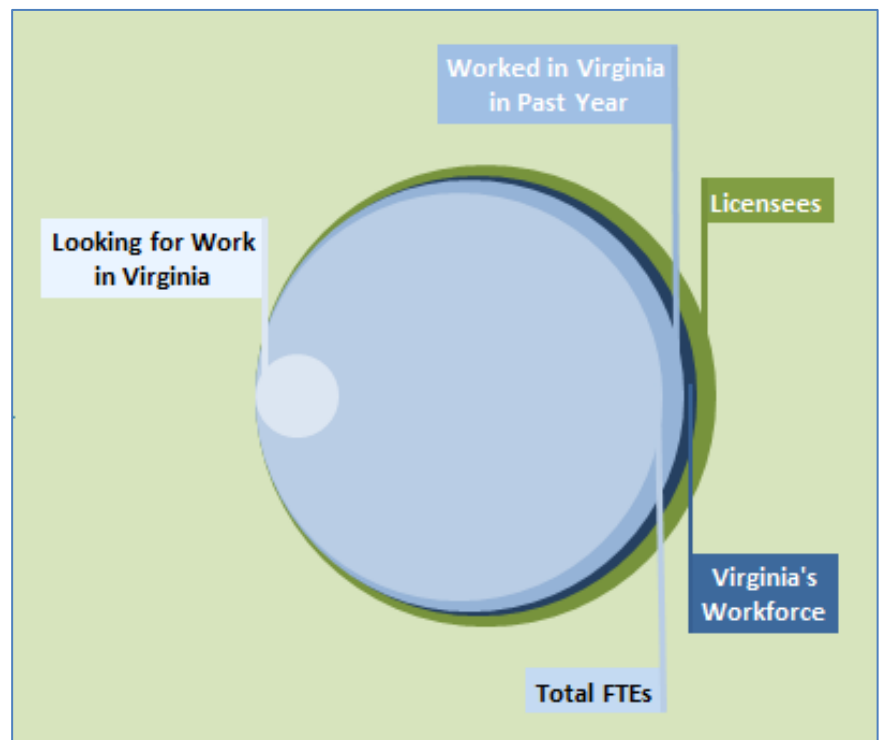 Worked in Virginia
in Past Year
Licensees
Looking for Work
in Virginia
Virginia's
Workforce
Total FTEs